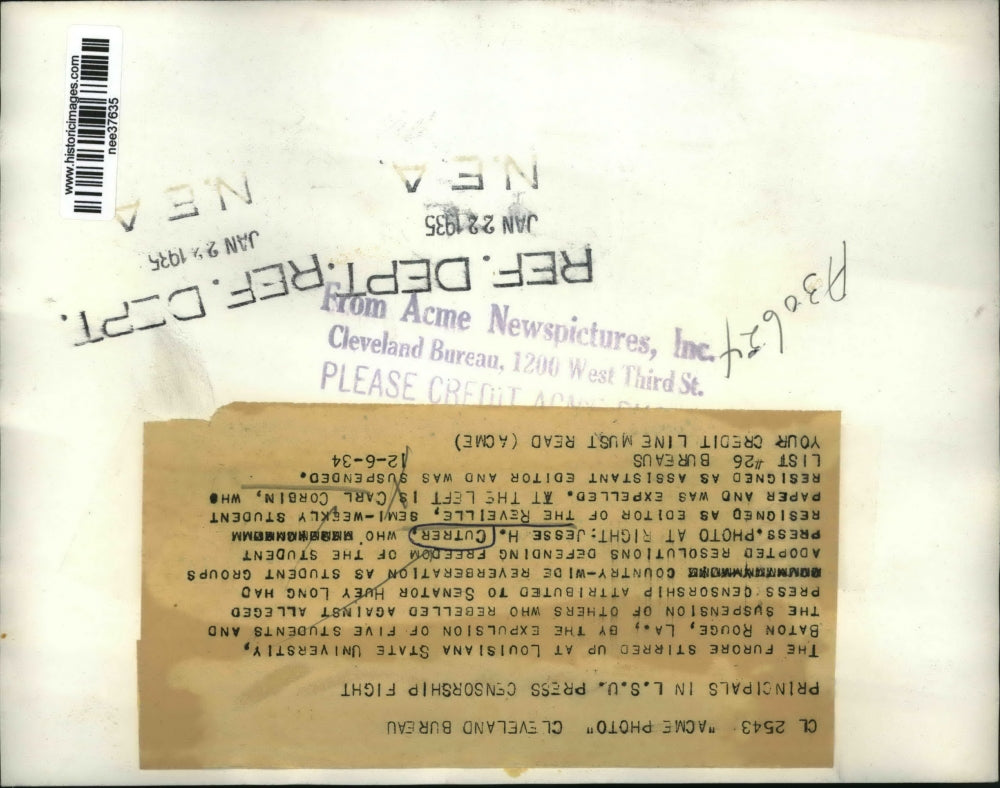 www.historicimages.com
nee37635
N E A
JAN 22 1935
REF. DEPT.
N E A
JAN 22 1935
REF. DEPT.
From Acme Newspictures, Inc.
Cleveland Bureau, 1200 West Third St.
PLEASE CREDIT ACME
A30624
CL 2543 "ACME PHOTO" CLEVELAND BUREAU
PRINCIPALS IN L.S.U. PRESS CENSORSHIP FIGHT
THE FURORE STIRRED UP AT LOUISIANA STATE UNIVERSTIY,
BATON ROUGE, LA., BY THE EXPULSION OF FIVE STUDENTS AND
THE SUSPENSION OF OTHERS WHO REBELLED AGAINST ALLEGED
PRESS CENSORSHIP ATTRIBUTED TO SENATOR HUEY LONG HAD
COUNTRY-WIDE REVERBERATION AS STUDENT GROUPS
ADOPTED RESOLUTIONS DEFENDING FREEDOM OF THE STUDENT
PRESS. PHOTO AT RIGHT: JESSE H. CUTRER, WHO
RESIGNED AS EDITOR OF THE REVEILLE, SEMI-WEEKLY STUDENT
PAPER AND WAS EXPELLED. AT THE LEFT IS CARL CORBIN, WHO
RESIGNED AS ASSISTANT EDITOR AND WAS SUSPENDED.
LIST #26 BUREAUS 12-6-34
YOUR CREDIT LINE MUST READ (ACME)